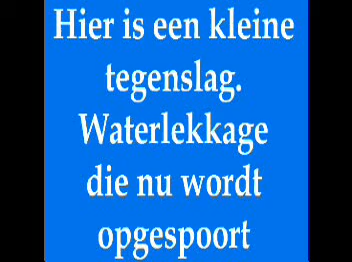 Hier is een kleine
tegenslag.
Waterlekkage
die nu wordt
opgespoort